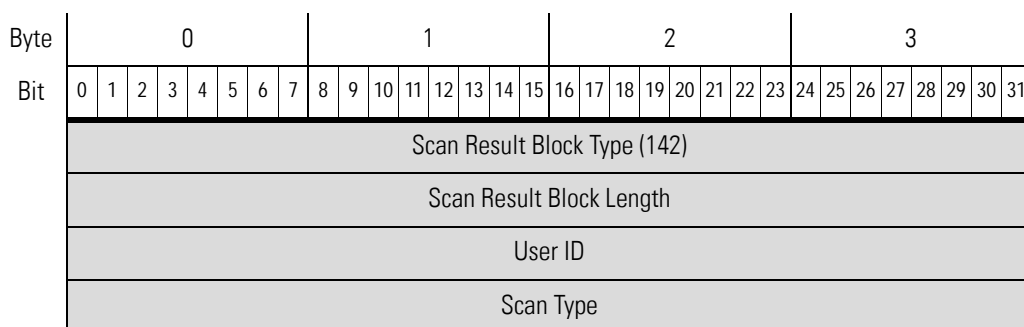 Byte 0 1 2 3
Bit 0 1 2 3 4 5 6 7 8 9 10 11 12 13 14 15 16 17 18 19 20 21 22 23 24 25 26 27 28 29 30 31
Scan Result Block Type (142)
Scan Result Block Length
User ID
Scan Type